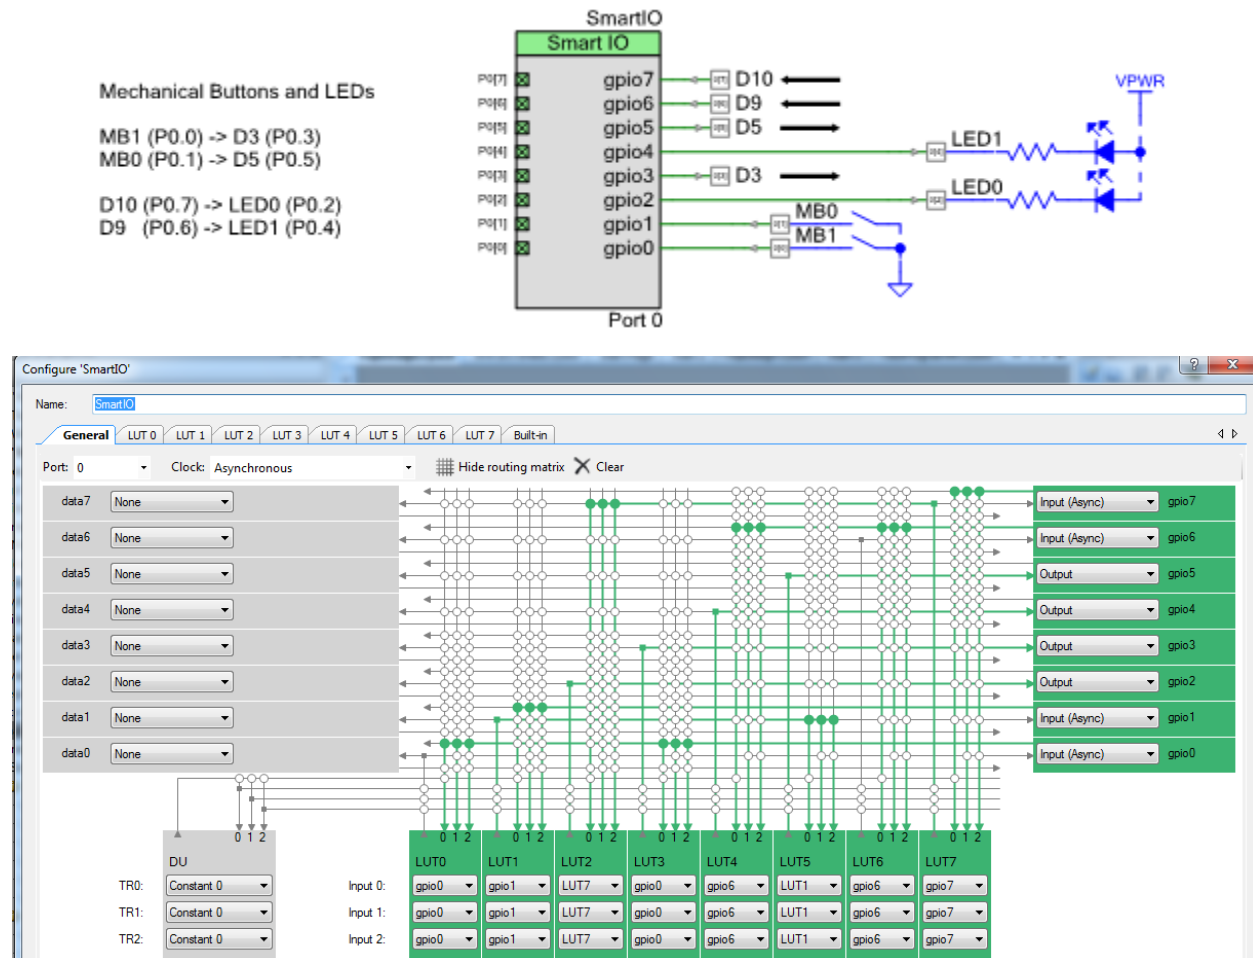 SmartIO
Smart IO
Mechanical Buttons and LEDs
MB1 (P0.0) -> D3 (P0.3)
MB0 (P0.1) -> D5 (P0.5)
D10 (P0.7) -> LED0 (P0.2)
D9 (P0.6) -> LED1 (P0.4)
P0[7] gpio7 D10
P0[6] gpio6 D9
P0[5] gpio5 D5
P0[4] gpio4 LED1
P0[3] gpio3 D3
P0[2] gpio2 LED0
P0[1] gpio1 MB0
P0[0] gpio0 MB1
VPWR
Port 0
Configure 'SmartIO'
Name: SmartIO
General LUT 0 LUT 1 LUT 2 LUT 3 LUT 4 LUT 5 LUT 6 LUT 7 Built-in
Port: 0 Clock: Asynchronous Hide routing matrix Clear
data7 None Input (Async) gpio7
data6 None Input (Async) gpio6
data5 None Output gpio5
data4 None Output gpio4
data3 None Output gpio3
data2 None Output gpio2
data1 None Input (Async) gpio1
data0 None Input (Async) gpio0
0 1 2 0 1 2 0 1 2 0 1 2 0 1 2 0 1 2 0 1 2 0 1 2 0 1 2
DU LUT0 LUT1 LUT2 LUT3 LUT4 LUT5 LUT6 LUT7
TR0: Constant 0 Input 0: gpio0 gpio1 LUT7 gpio0 gpio6 LUT1 gpio6 gpio7
TR1: Constant 0 Input 1: gpio0 gpio1 LUT7 gpio0 gpio6 LUT1 gpio6 gpio7
TR2: Constant 0 Input 2: gpio0 gpio1 LUT7 gpio0 gpio6 LUT1 gpio6 gpio7